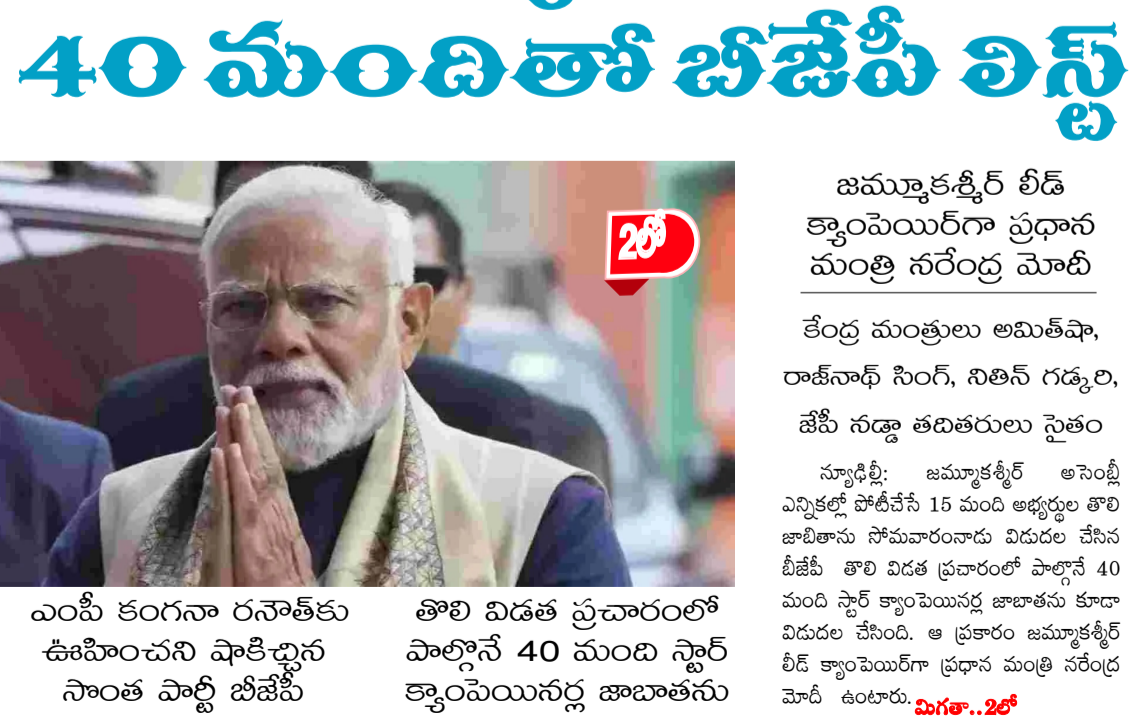 40 మందితో బీజేపీ లిస్ట్
2లో
జమ్మూకశ్మీర్ లీడ్
క్యాంపెయిర్‌గా ప్రధాన
మంత్రి నరేంద్ర మోదీ
కేంద్ర మంత్రులు అమిత్‌షా,
రాజ్‌నాథ్ సింగ్, నితిన్ గడ్కరి,
జేపీ నడ్డా తదితరులు సైతం
న్యూఢిల్లీ: జమ్మూకశ్మీర్ అసెంబ్లీ
ఎన్నికల్లో పోటీచేసే 15 మంది అభ్యర్థుల తొలి
జాబితాను సోమవారంనాడు విడుదల చేసిన
బీజేపీ తొలి విడత ప్రచారంలో పాల్గొనే 40
మంది స్టార్ క్యాంపెయినర్ల జాబాతను కూడా
విడుదల చేసింది. ఆ ప్రకారం జమ్మూకశ్మీర్
లీడ్ క్యాంపెయిర్‌గా ప్రధాన మంత్రి నరేంద్ర
మోదీ ఉంటారు. మిగతా..2లో
ఎంపీ కంగనా రనౌత్‌కు
ఊహించని షాకిచ్చిన
సొంత పార్టీ బీజేపీ
తొలి విడత ప్రచారంలో
పాల్గొనే 40 మంది స్టార్
క్యాంపెయినర్ల జాబాతను